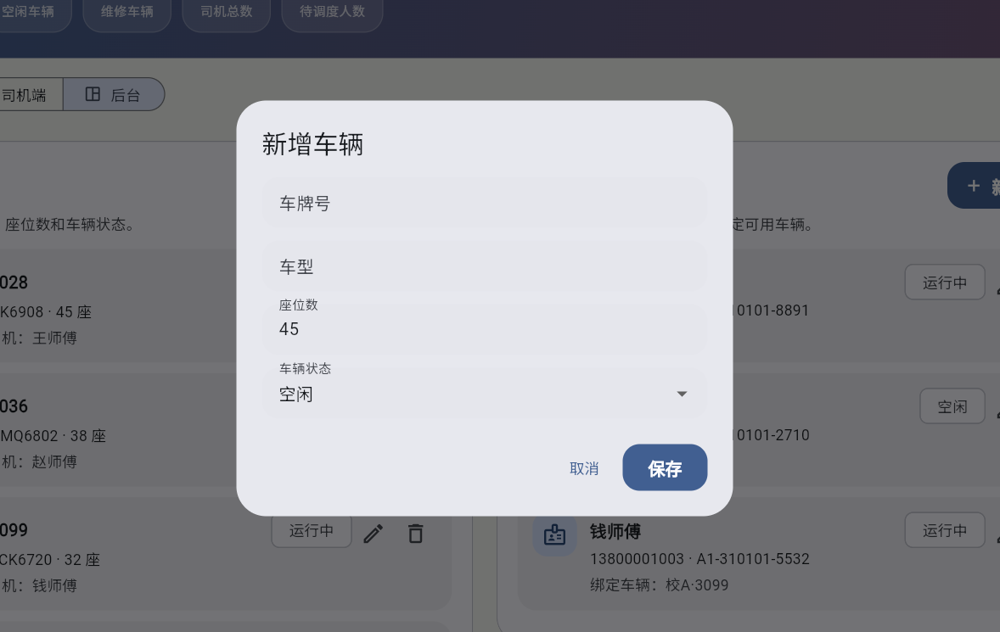 空闲车辆
维修车辆
司机总数
待调度人数
司机端
后台
座位数和车辆状态。
定可用车辆。
新增车辆
车牌号
车型
座位数
45
车辆状态
空闲
取消
保存
028
K6908 · 45 座
机：王师傅
036
MQ6802 · 38 座
机：赵师傅
099
CK6720 · 32 座
机：钱师傅
运行中
运行中
10101-8891
空闲
10101-2710
钱师傅
运行中
13800001003 · A1-310101-5532
绑定车辆：校A·3099